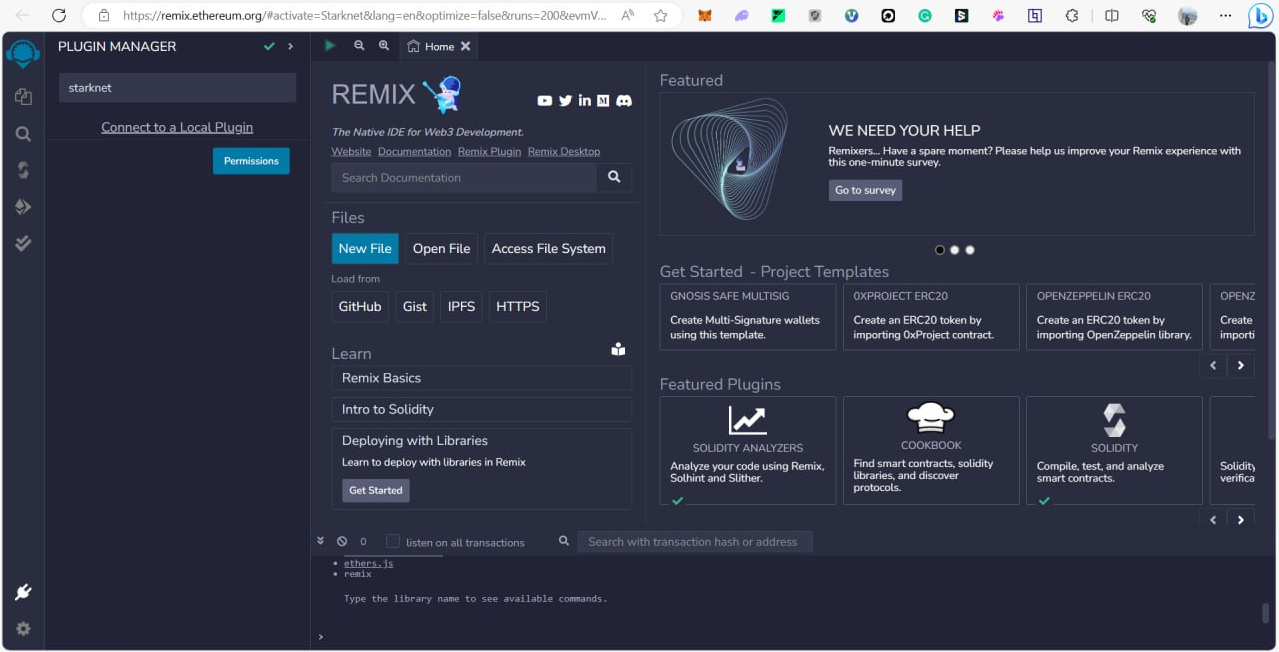 https://remix.ethereum.org/#activate=Starknet&lang=en&optimize=false&runs=200&evmV...
PLUGIN MANAGER
starknet
Connect to a Local Plugin
Permissions
Home
REMIX
The Native IDE for Web3 Development.
Website Documentation Remix Plugin Remix Desktop
Search Documentation
Files
New File Open File Access File System
Load from
GitHub Gist IPFS HTTPS
Learn
Remix Basics
Intro to Solidity
Deploying with Libraries
Learn to deploy with libraries in Remix
Get Started
Featured
WE NEED YOUR HELP
Remixers... Have a spare moment? Please help us improve your Remix experience with
this one-minute survey.
Go to survey
Get Started - Project Templates
GNOSIS SAFE MULTISIG
Create Multi-Signature wallets
using this template.
0XPROJECT ERC20
Create an ERC20 token by
importing 0xProject contract.
OPENZEPPELIN ERC20
Create an ERC20 token by
importing OpenZeppelin library.
OPENZ
Create
importi
Featured Plugins
SOLIDITY ANALYZERS
Analyze your code using Remix,
Solhint and Slither.
COOKBOOK
Find smart contracts, solidity
libraries, and discover
protocols.
SOLIDITY
Compile, test, and analyze
smart contracts.
Solidity
verifica
0 listen on all transactions
Search with transaction hash or address
• ethers.js
• remix
Type the library name to see available commands.
>